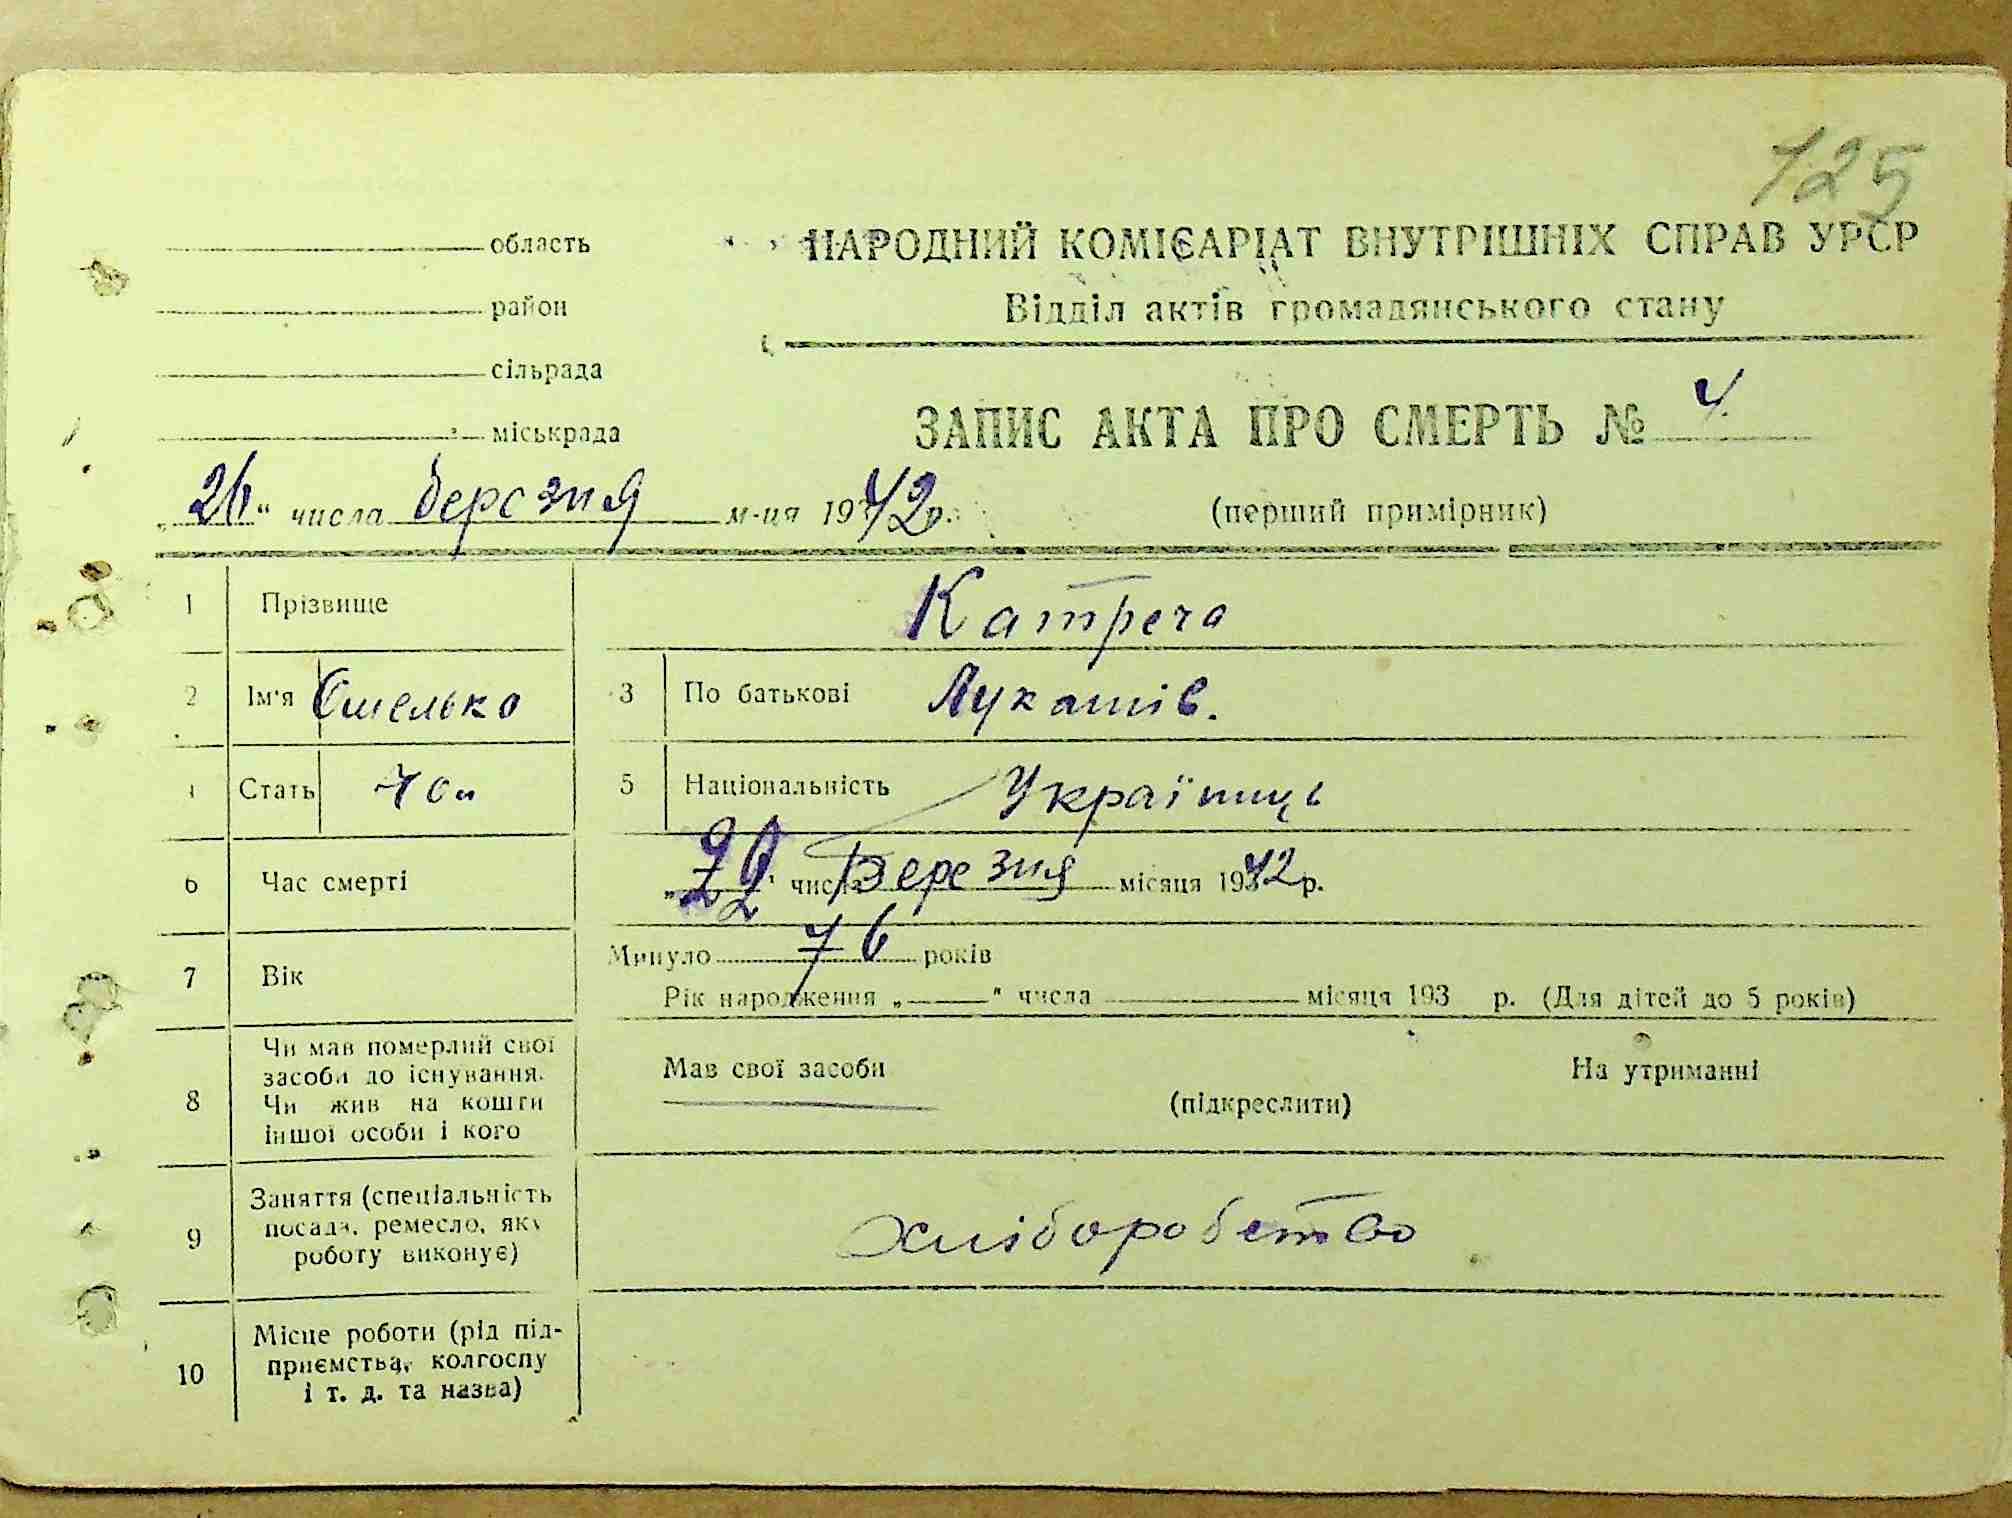 125
область
НАРОДНИЙ КОМІСАРІАТ ВНУТРІШНІХ СПРАВ УРСР
район
Відділ актів громадянського стану
сільрада
міськрада
ЗАПИС АКТА ПРО СМЕРТЬ № 4
„26“ числа березня м-ця 1942р.
(перший примірник)
1 Прізвище Катреча
2 Ім'я Омелько 3 По батькові Лукашів.
Стать чол 5 Національність Українець
6 Час смерті „22“ числа Березня місяця 1942р.
7 Вік Минуло 76 років
Рік народження „ “ числа місяця 193 р. (Для дітей до 5 років)
8 Чи мав померлий свої засоби до існування. Чи жив на кошти іншої особи і кого
Мав свої засоби (підкреслити) На утриманні
9 Заняття (спеціальність посада, ремесло, яку роботу виконує) хліборобство
10 Місце роботи (рід під-
приємства, колгоспу
і т. д. та назва)